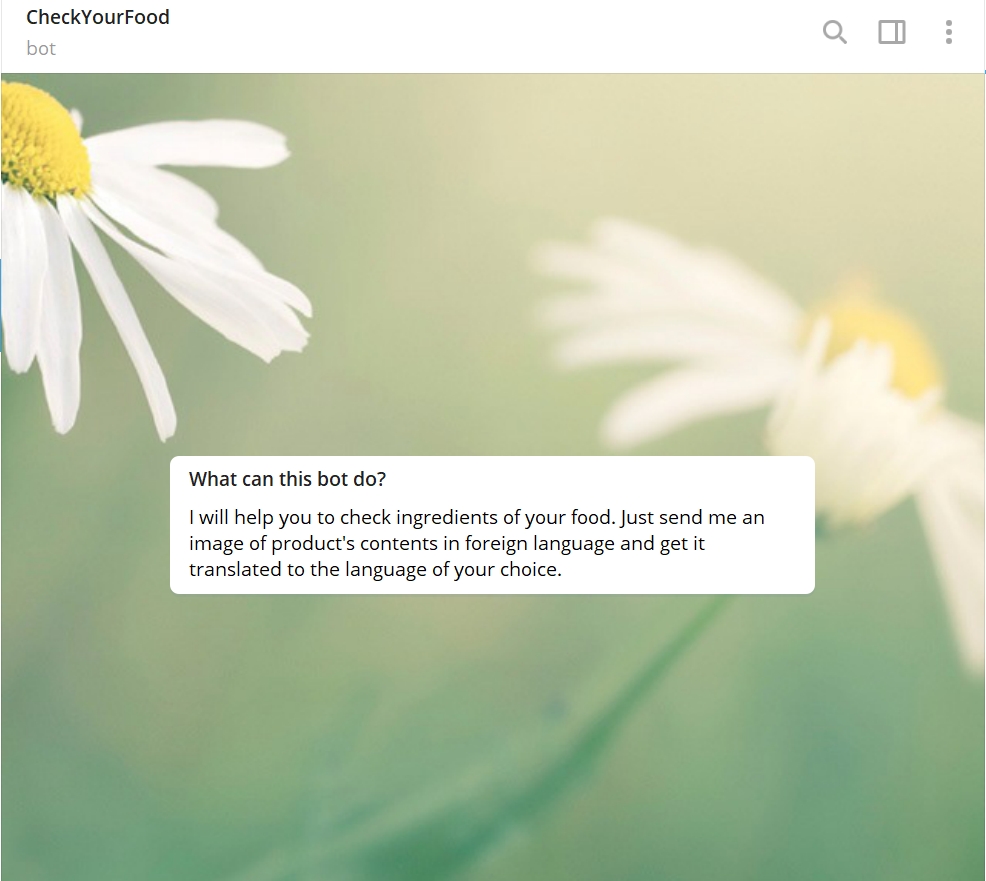 CheckYourFood
bot
What can this bot do?
I will help you to check ingredients of your food. Just send me an
image of product's contents in foreign language and get it
translated to the language of your choice.